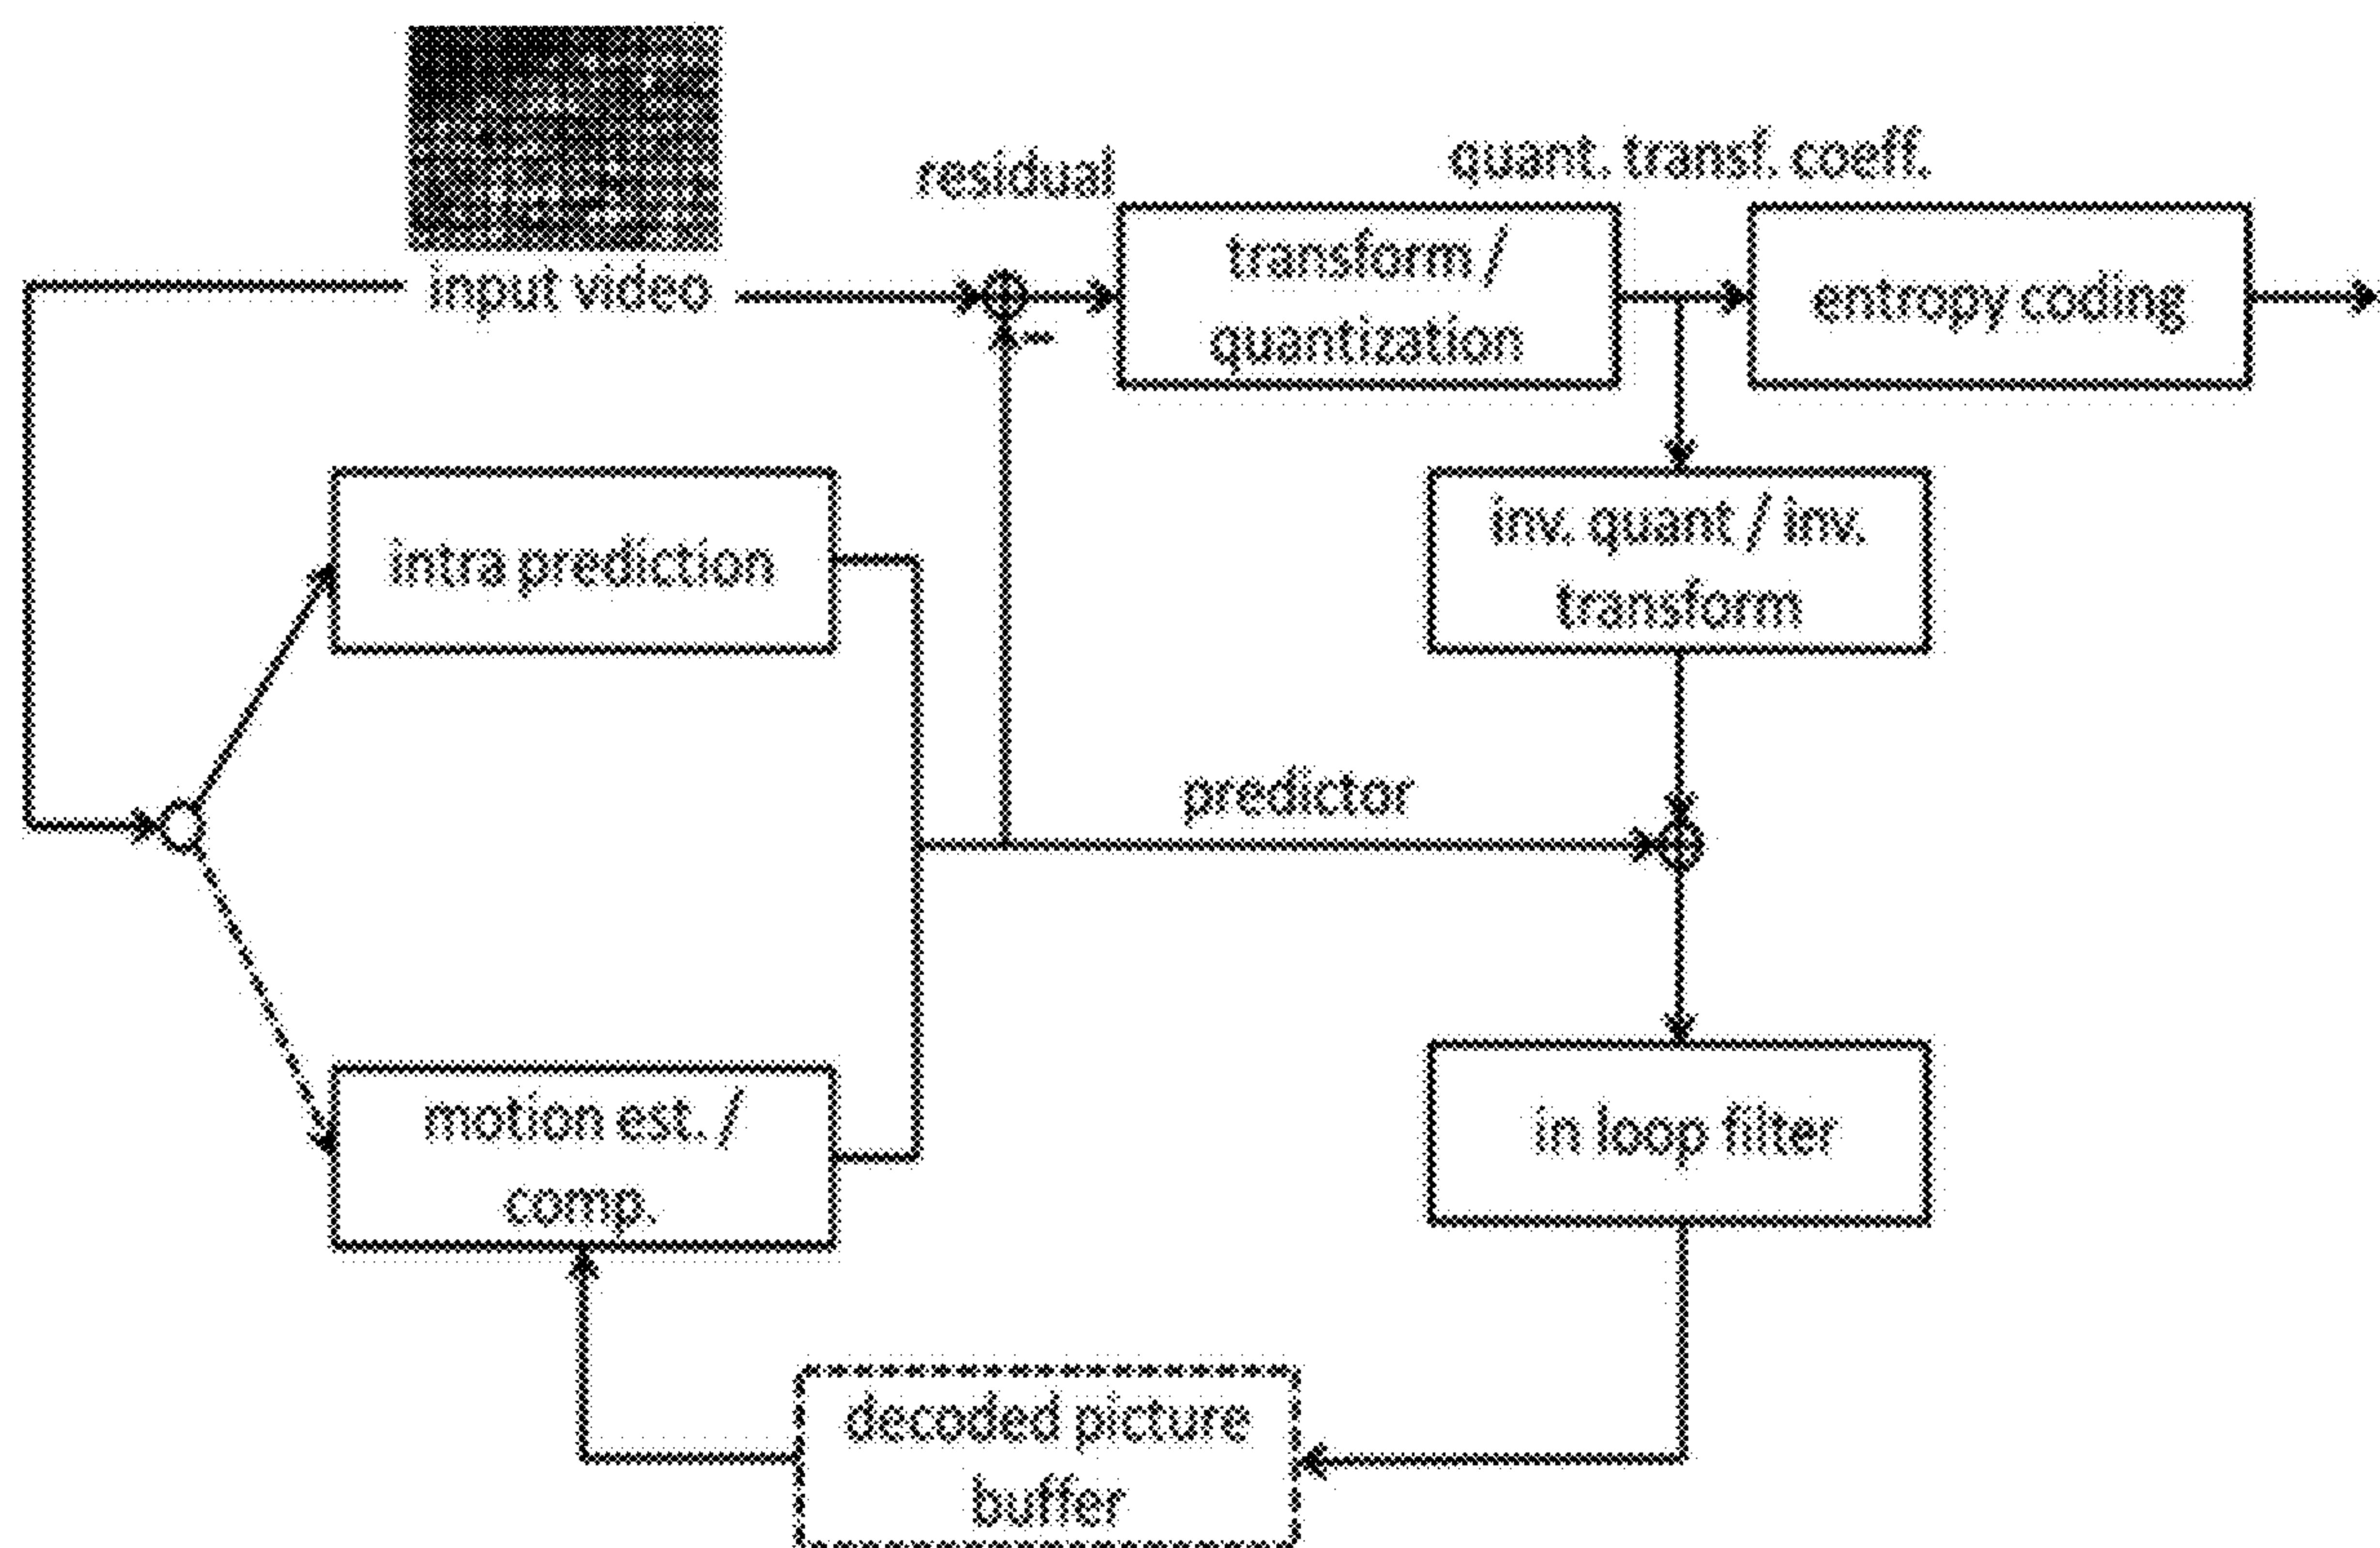 residual
quant. transf. coeff.
input video
transform /
quantization
entropy coding
intra prediction
inv. quant / inv.
transform
predictor
motion est. /
comp.
in loop filter
decoded picture
buffer